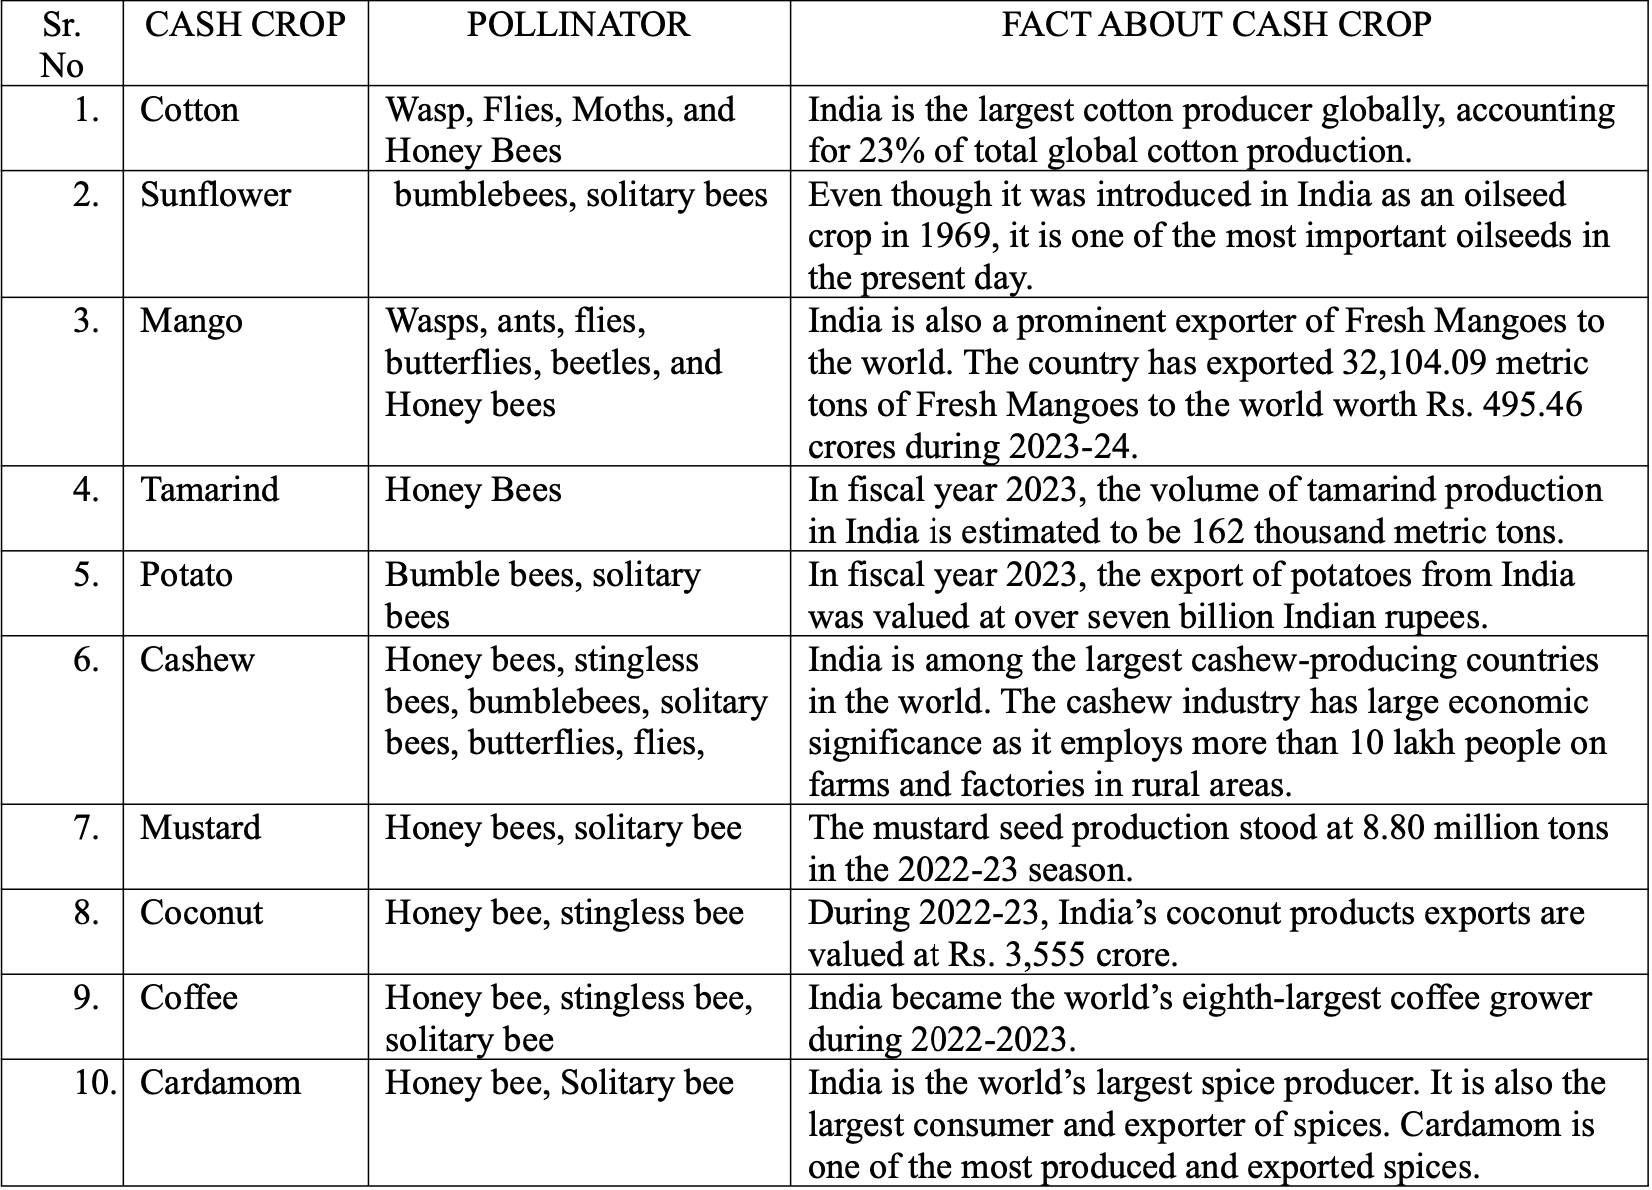 Sr.
No
CASH CROP
POLLINATOR
FACT ABOUT CASH CROP
1.
Cotton
Wasp, Flies, Moths, and
Honey Bees
India is the largest cotton producer globally, accounting
for 23% of total global cotton production.
2.
Sunflower
bumblebees, solitary bees
Even though it was introduced in India as an oilseed
crop in 1969, it is one of the most important oilseeds in
the present day.
3.
Mango
Wasps, ants, flies,
butterflies, beetles, and
Honey bees
India is also a prominent exporter of Fresh Mangoes to
the world. The country has exported 32,104.09 metric
tons of Fresh Mangoes to the world worth Rs. 495.46
crores during 2023-24.
4.
Tamarind
Honey Bees
In fiscal year 2023, the volume of tamarind production
in India is estimated to be 162 thousand metric tons.
5.
Potato
Bumble bees, solitary
bees
In fiscal year 2023, the export of potatoes from India
was valued at over seven billion Indian rupees.
6.
Cashew
Honey bees, stingless
bees, bumblebees, solitary
bees, butterflies, flies,
India is among the largest cashew-producing countries
in the world. The cashew industry has large economic
significance as it employs more than 10 lakh people on
farms and factories in rural areas.
7.
Mustard
Honey bees, solitary bee
The mustard seed production stood at 8.80 million tons
in the 2022-23 season.
8.
Coconut
Honey bee, stingless bee
During 2022-23, India’s coconut products exports are
valued at Rs. 3,555 crore.
9.
Coffee
Honey bee, stingless bee,
solitary bee
India became the world’s eighth-largest coffee grower
during 2022-2023.
10.
Cardamom
Honey bee, Solitary bee
India is the world’s largest spice producer. It is also the
largest consumer and exporter of spices. Cardamom is
one of the most produced and exported spices.